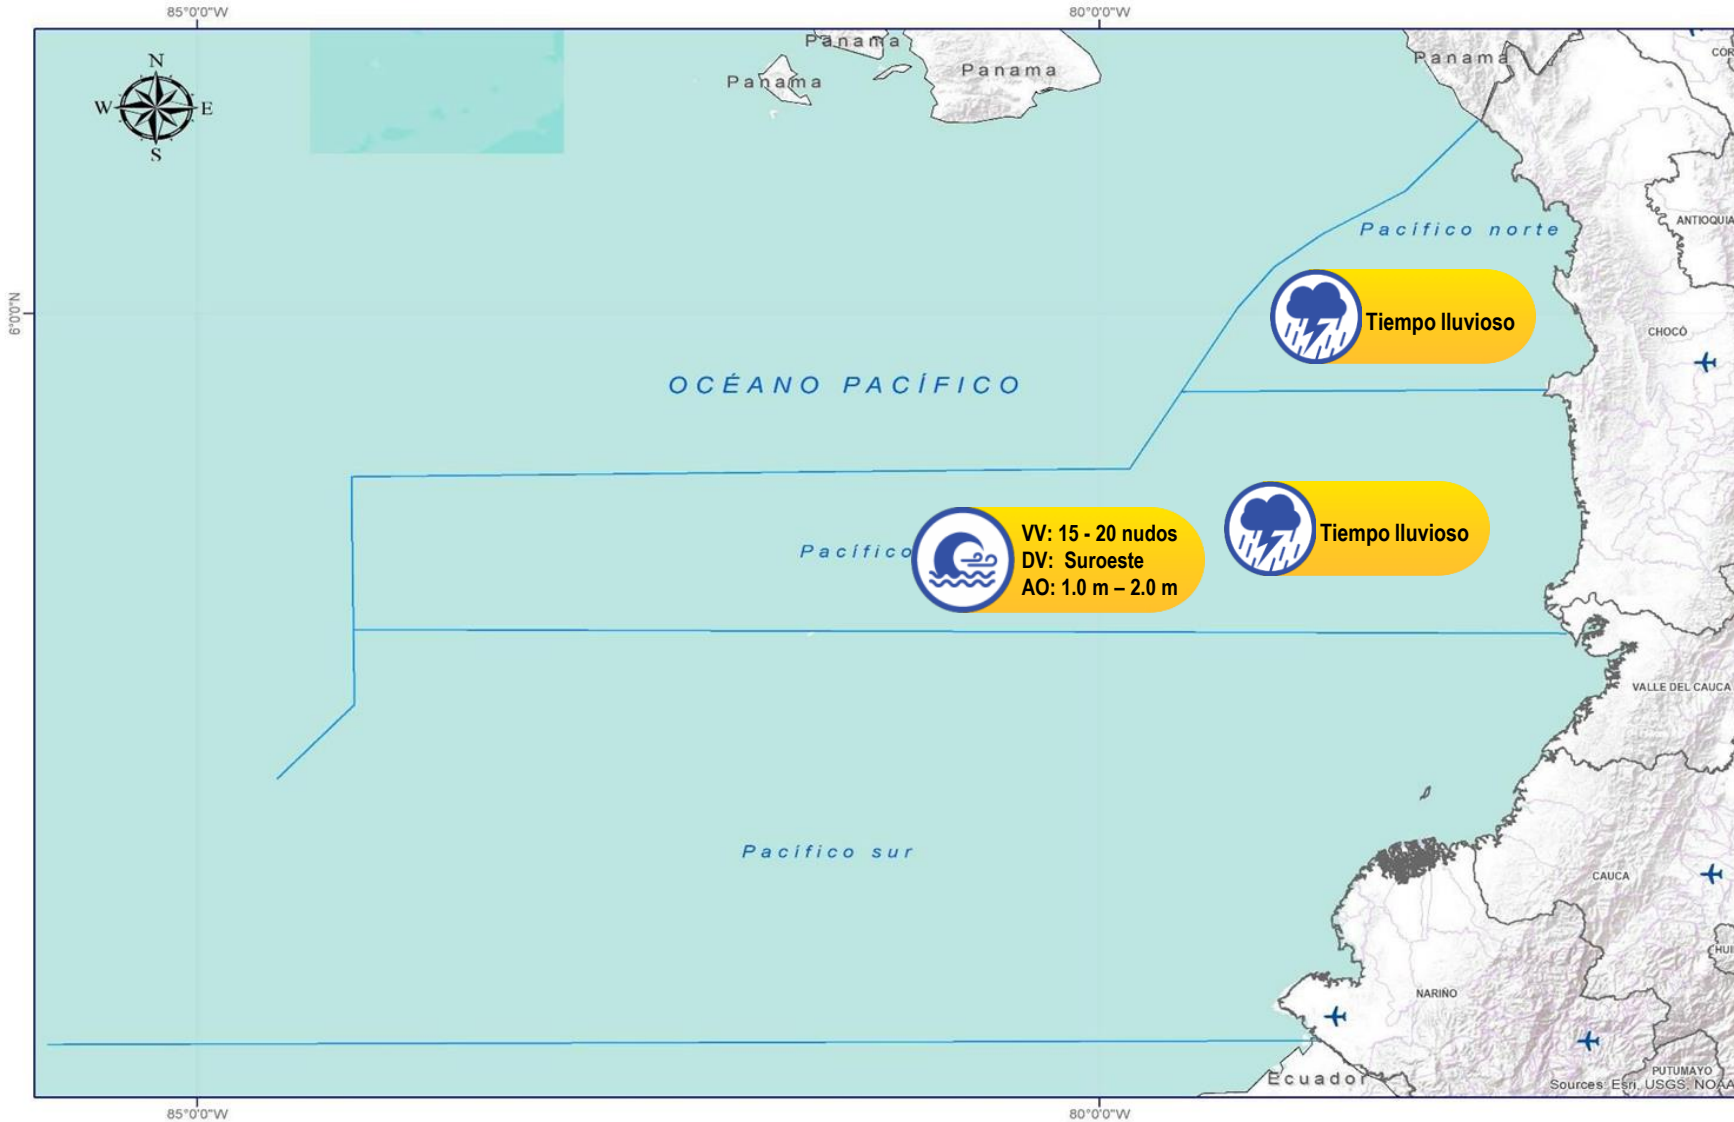 85°0'0"W
80°0'0"W
N
W E
S
Panama
Panama
Panama
Panama
CÓR
ANTIOQUIA
Pacífico norte
6°0'0"N
Tiempo lluvioso
CHOCÓ
OCÉANO PACÍFICO
Pacífico
VV: 15 - 20 nudos
DV: Suroeste
AO: 1.0 m – 2.0 m
Tiempo lluvioso
VALLE DEL CAUCA
Pacífico sur
CAUCA
HUI
NARIÑO
Ecuador
PUTUMAYO
Sources: Esri, USGS, NOAA
85°0'0"W
80°0'0"W